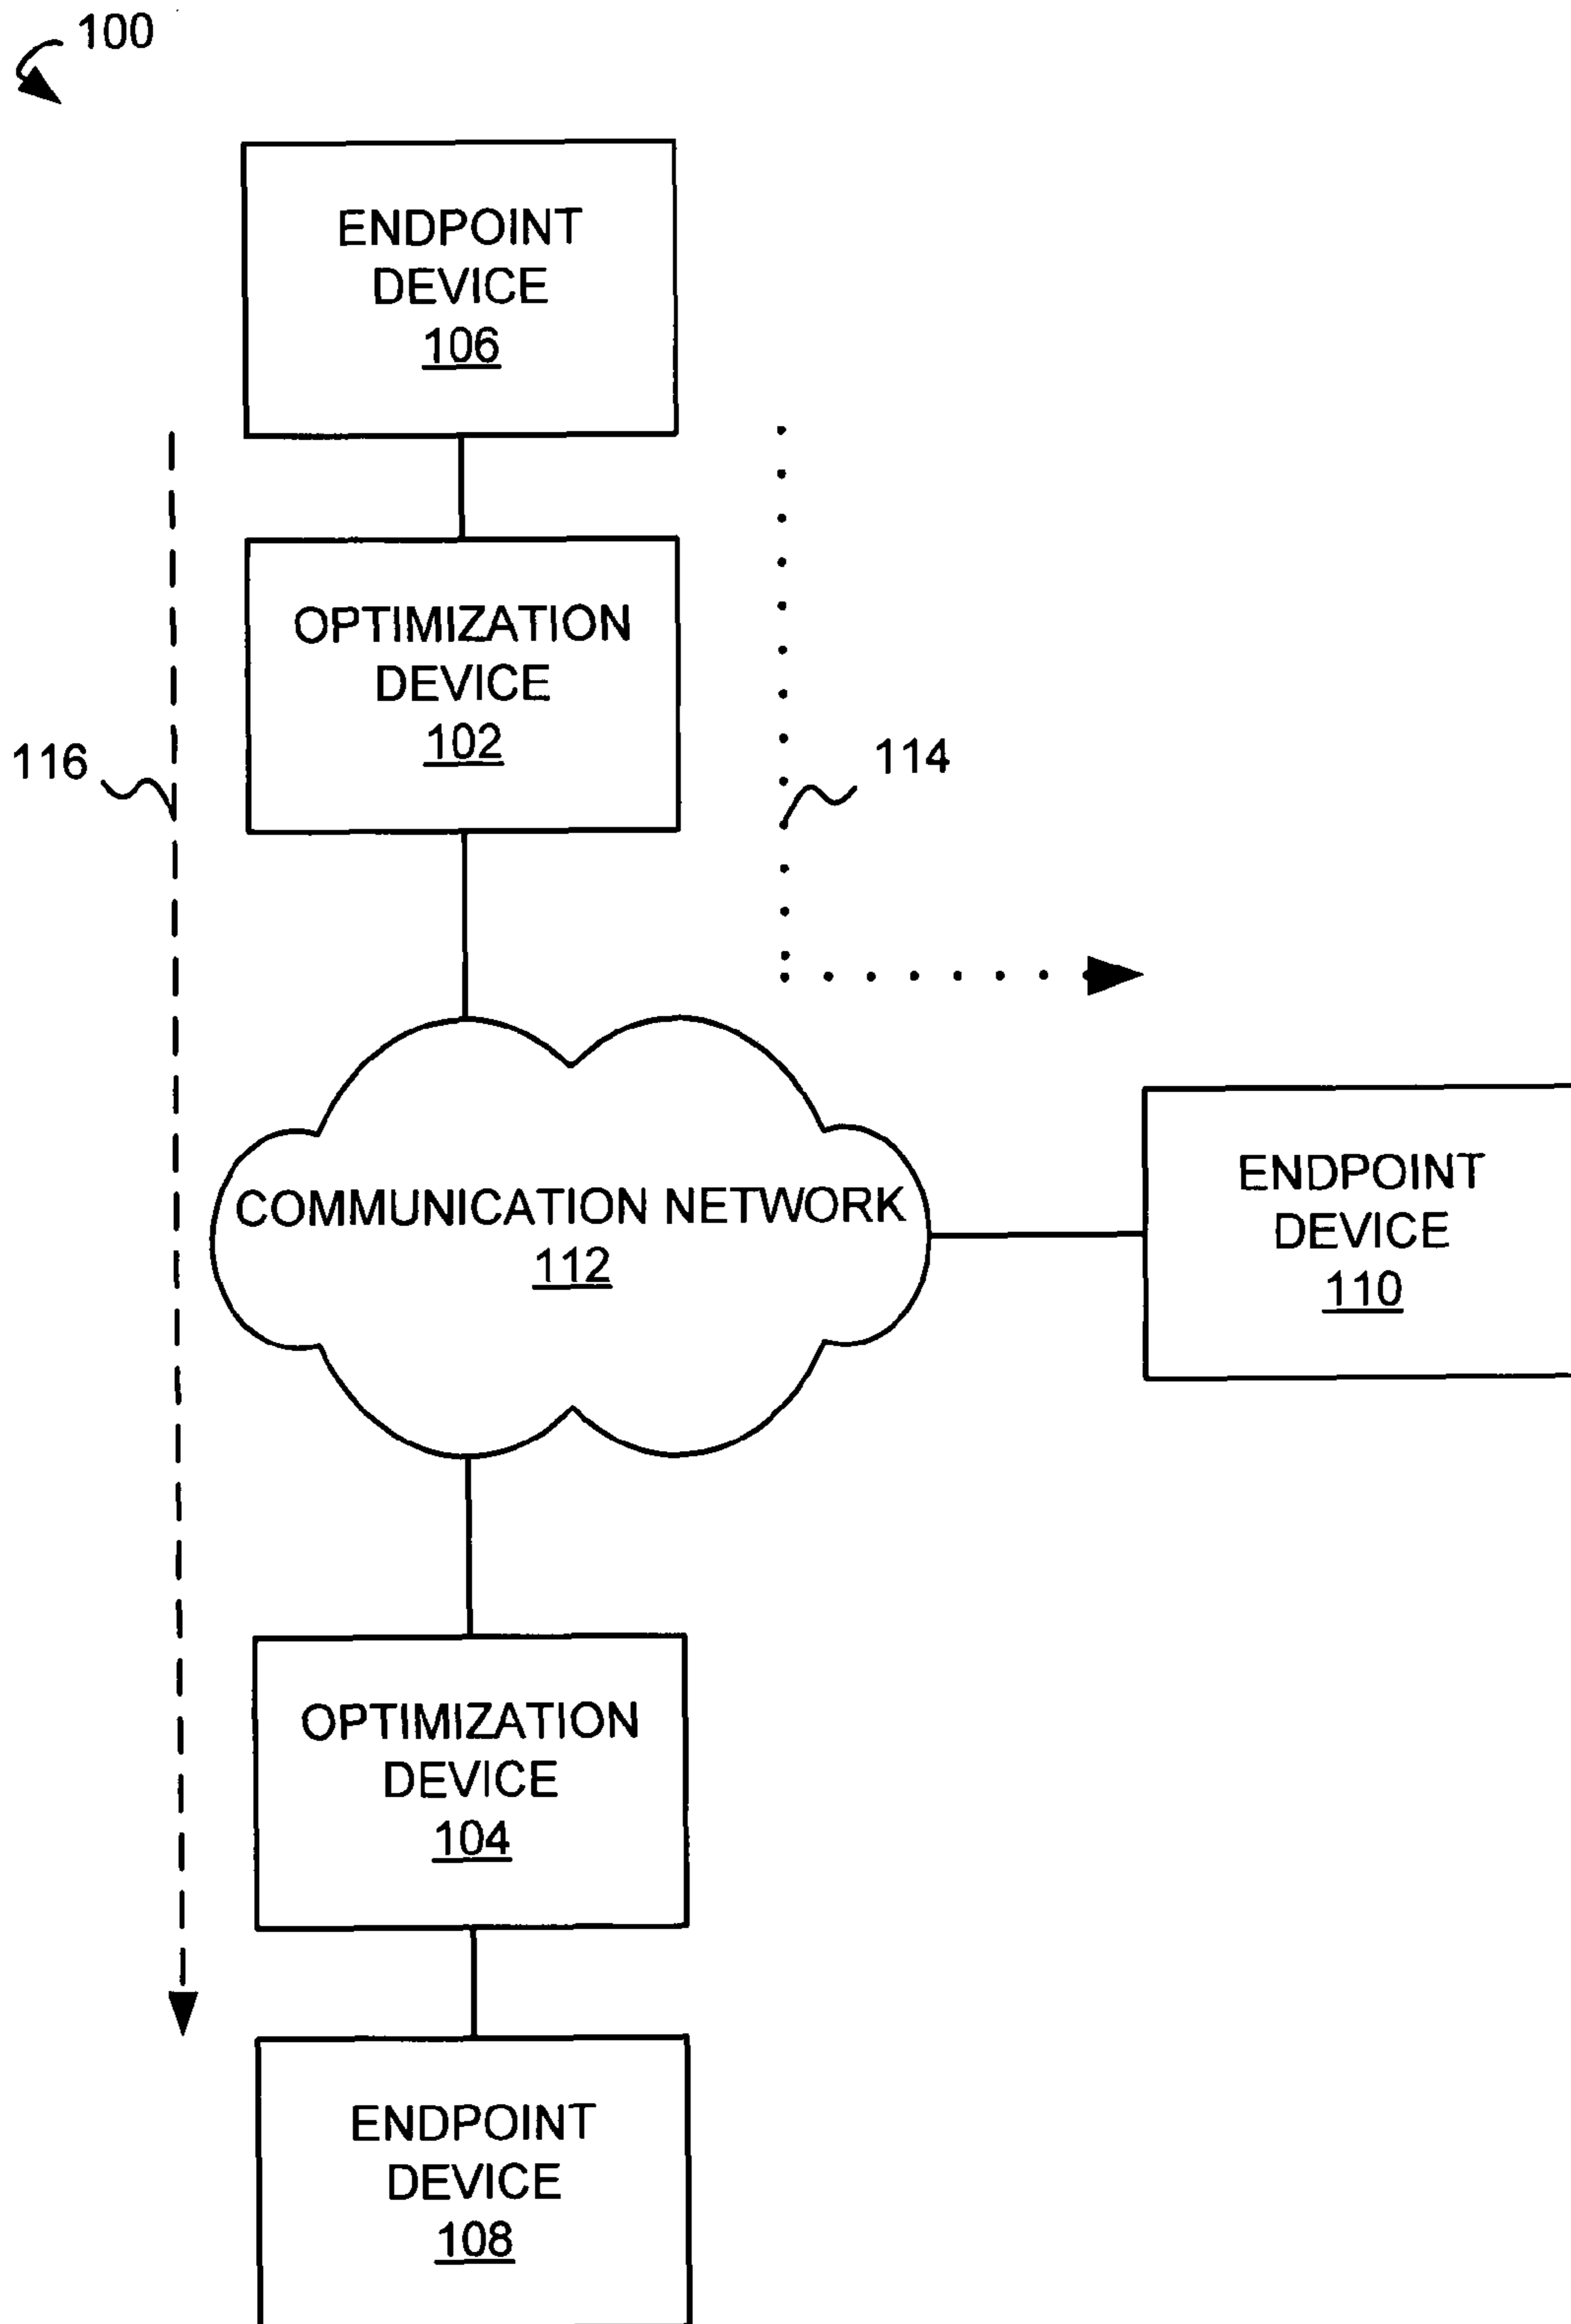 100
ENDPOINT
DEVICE
106
OPTIMIZATION
DEVICE
102
116
114
COMMUNICATION NETWORK
112
ENDPOINT
DEVICE
110
OPTIMIZATION
DEVICE
104
ENDPOINT
DEVICE
108